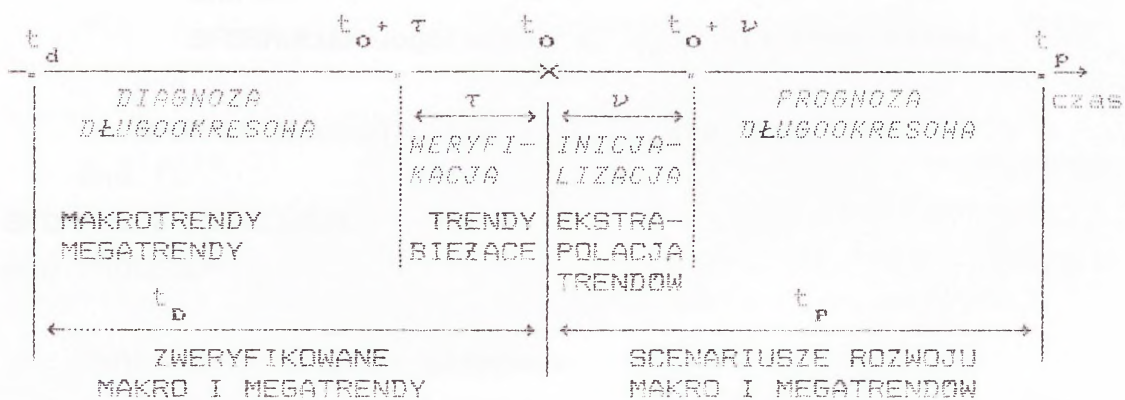 t_d t_o + τ t_o t_o + ν t_p
czas
τ ν
DIAGNOZA DŁUGOOKRESOWA
WERYFI-
KACJA
INICJA-
LIZACJA
PROGNOZA
DŁUGOOKRESOWA
MAKROTRENDY
MEGATRENDY
TRENDY
BIEŻĄCE
EKSTRA-
POLACJA
TRENDÓW
t_D t_P
ZWERYFIKOWANE
MAKRO I MEGATRENDY
SCENARIUSZE ROZWOJU
MAKRO I MEGATRENDÓW